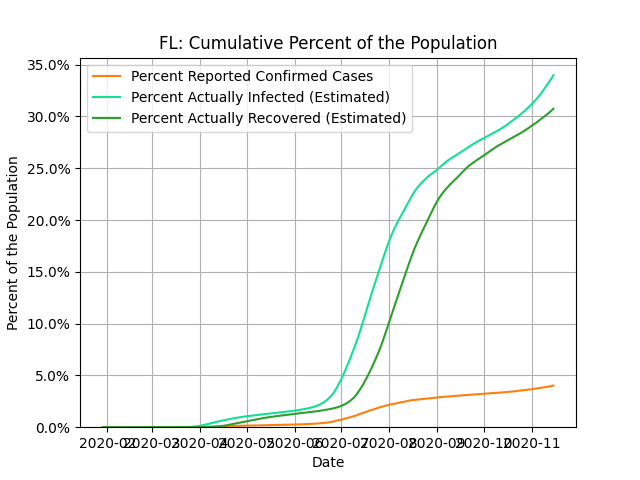 FL: Cumulative Percent of the Population
35.0%
30.0%
25.0%
20.0%
15.0%
10.0%
5.0%
0.0%
Percent of the Population
Percent Reported Confirmed Cases
Percent Actually Infected (Estimated)
Percent Actually Recovered (Estimated)
2020-02 2020-03 2020-04 2020-05 2020-06 2020-07 2020-08 2020-09 2020-10 2020-11
Date